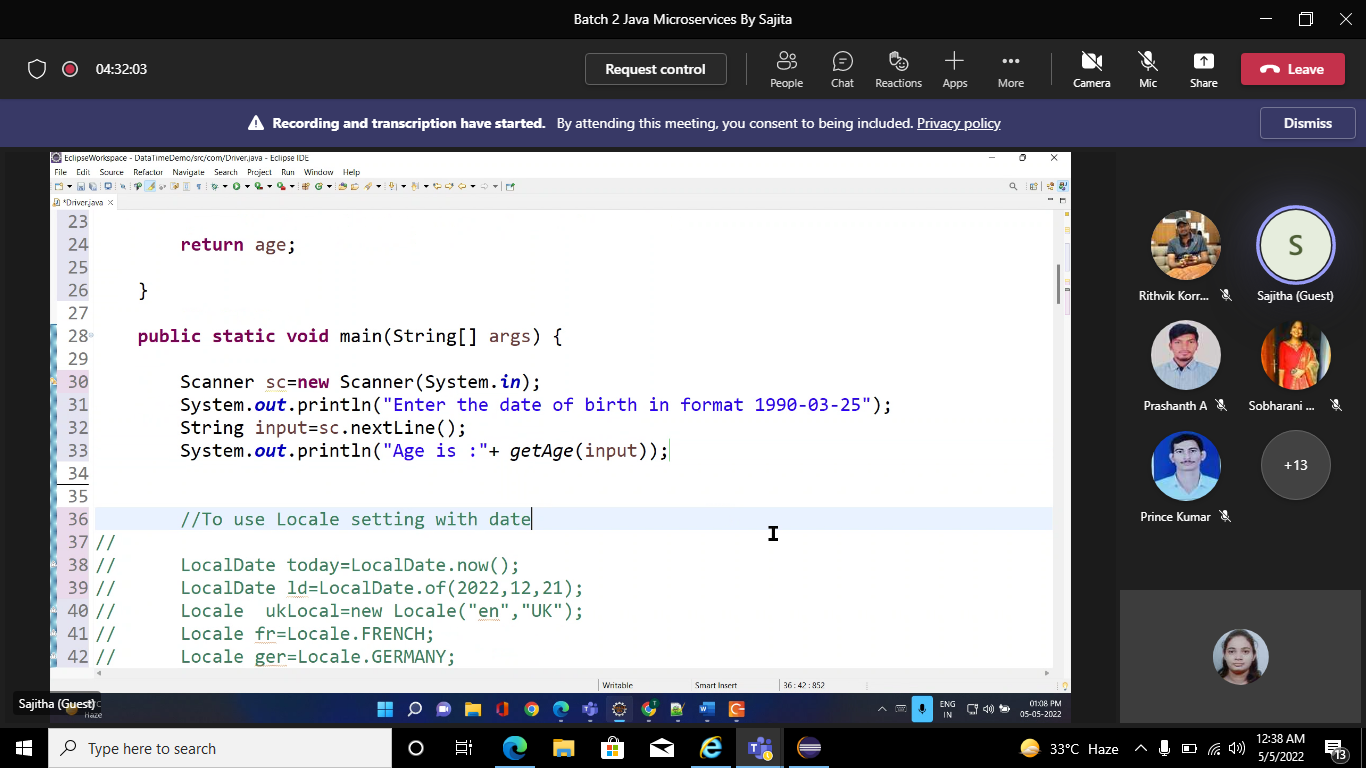 Batch 2 Java Microservices By Sajita
04:32:03
Request control
People
Chat
Reactions
Apps
More
Camera
Mic
Share
Leave
Recording and transcription have started. By attending this meeting, you consent to being included. Privacy policy
Dismiss
EclipseWorkspace - DataTimeDemo/src/com/Driver.java - Eclipse IDE
File Edit Source Refactor Navigate Search Project Run Window Help
*Driver.java
23
24 return age;
25
26 }
27
28 public static void main(String[] args) {
29
30 Scanner sc=new Scanner(System.in);
31 System.out.println("Enter the date of birth in format 1990-03-25");
32 String input=sc.nextLine();
33 System.out.println("Age is :"+ getAge(input));
34
35
36 //To use Locale setting with date
37 //
38 // LocalDate today=LocalDate.now();
39 // LocalDate ld=LocalDate.of(2022,12,21);
40 // Locale ukLocal=new Locale("en","UK");
41 // Locale fr=Locale.FRENCH;
42 // Locale ger=Locale.GERMANY;
Writable
Smart Insert
36 : 42 : 852
Rithvik Korr...
S
Sajitha (Guest)
Prashanth A
Sobharani ...
Prince Kumar
+13
Sajitha (Guest)
Haze
ENG
IN
01:08 PM
05-05-2022
Type here to search
33°C Haze
12:38 AM
5/5/2022
13